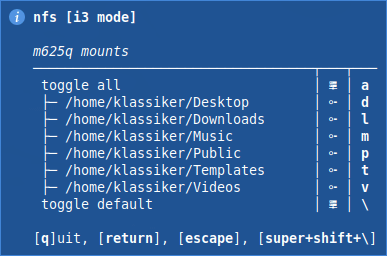 nfs [i3 mode]
m625q mounts
toggle all │ │ a
├─ /home/klassiker/Desktop │ │ d
├─ /home/klassiker/Downloads │ │ l
├─ /home/klassiker/Music │ │ m
├─ /home/klassiker/Public │ │ p
├─ /home/klassiker/Templates │ │ t
├─ /home/klassiker/Videos │ │ v
toggle default │ │ \
[q]uit, [return], [escape], [super+shift+\]